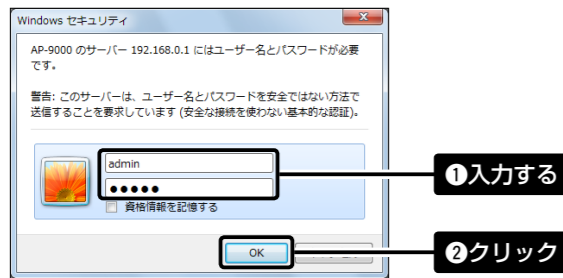 Windows セキュリティ
AP-9000 のサーバー 192.168.0.1 にはユーザー名とパスワードが必要
です。
警告: このサーバーは、ユーザー名とパスワードを安全ではない方法で
送信することを要求しています (安全な接続を使わない基本的な認証)。
admin
●●●●●
資格情報を記憶する
❶入力する
OK
❷クリック